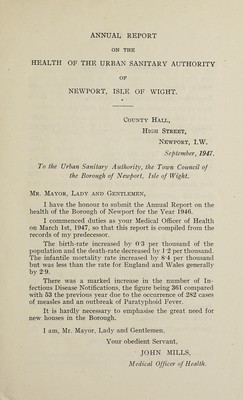 ANNUAL REPORT
ON THE
HEALTH OF THE URBAN SANITARY AUTHORITY
OF
NEWPORT, ISLE OF WIGHT.
COUNTY HALL,
HIGH STREET,
NEWPORT, I.W.
September, 1947.
To the Urban Sanitary Authority, the Town Council of
the Borough of Newport, Isle of Wight.
MR. MAYOR, LADY AND GENTLEMEN,
I have the honour to submit the Annual Report on the
health of the Borough of Newport for the Year 1946.
I commenced duties as your Medical Officer of Health
on March 1st, 1947, so that this report is compiled from the
records of my predecessor.
The birth-rate increased by 0·3 per thousand of the
population and the death-rate decreased by 1·2 per thousand.
The infantile mortality rate increased by 8·4 per thousand
but was less than the rate for England and Wales generally
by 2·9.
There was a marked increase in the number of In-
fectious Disease Notifications, the figure being 361 compared
with 53 the previous year due to the occurrence of 282 cases
of measles and an outbreak of Paratyphoid Fever.
It is hardly necessary to emphasise the great need for
new houses in the Borough.
I am, Mr. Mayor, Lady and Gentlemen,
Your obedient Servant,
JOHN MILLS,
Medical Officer of Health.